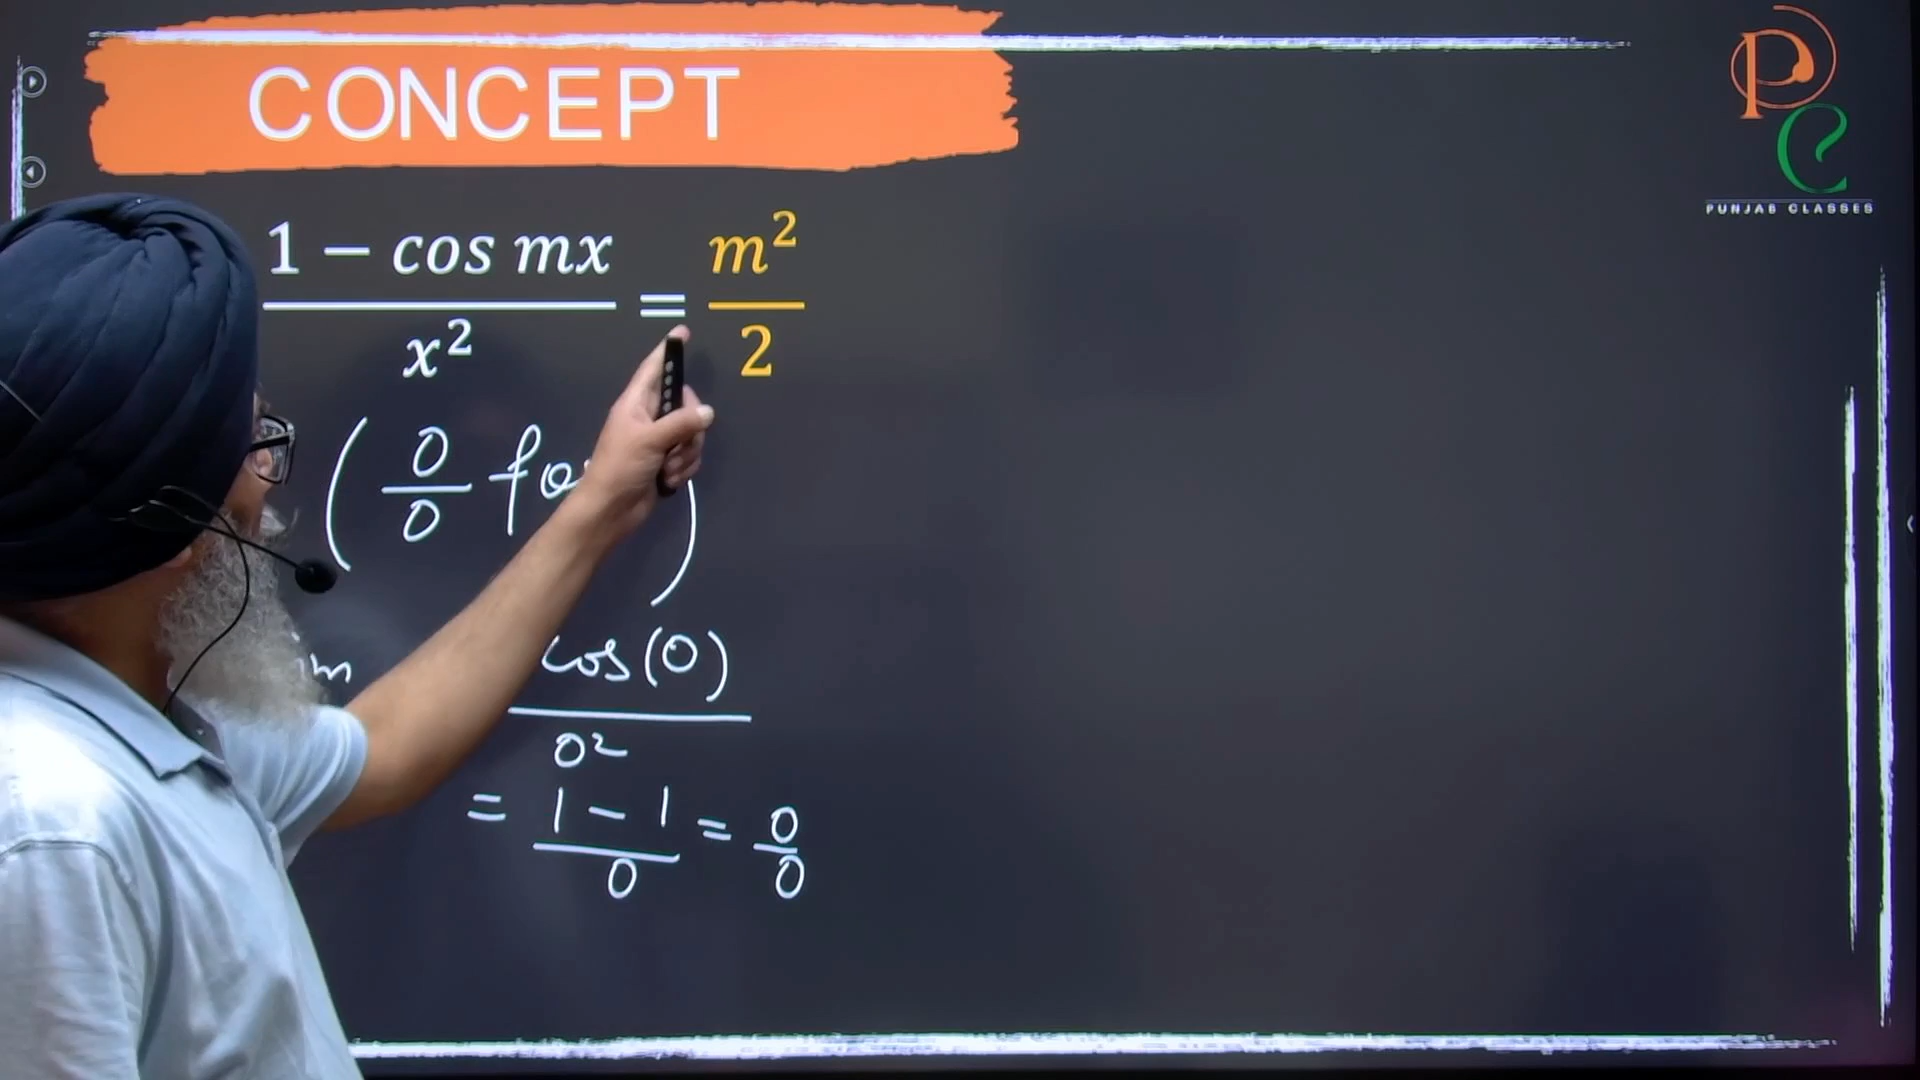 CONCEPT
PUNJAB CLASSES
1 − cos mx / x² = m² / 2
( 0/0 )
cos(0) / 0²
= 1 − 1 / 0 = 0/0